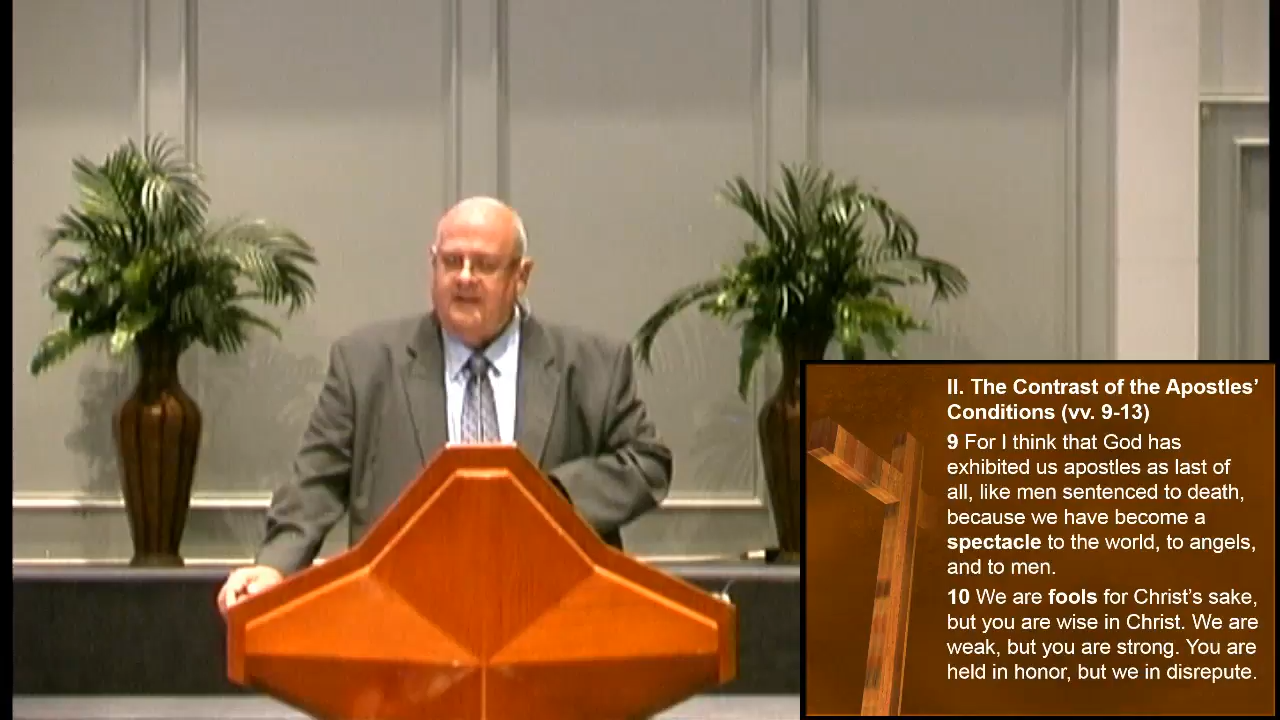 II. The Contrast of the Apostles’
Conditions (vv. 9-13)
9 For I think that God has
exhibited us apostles as last of
all, like men sentenced to death,
because we have become a
spectacle to the world, to angels,
and to men.
10 We are fools for Christ’s sake,
but you are wise in Christ. We are
weak, but you are strong. You are
held in honor, but we in disrepute.